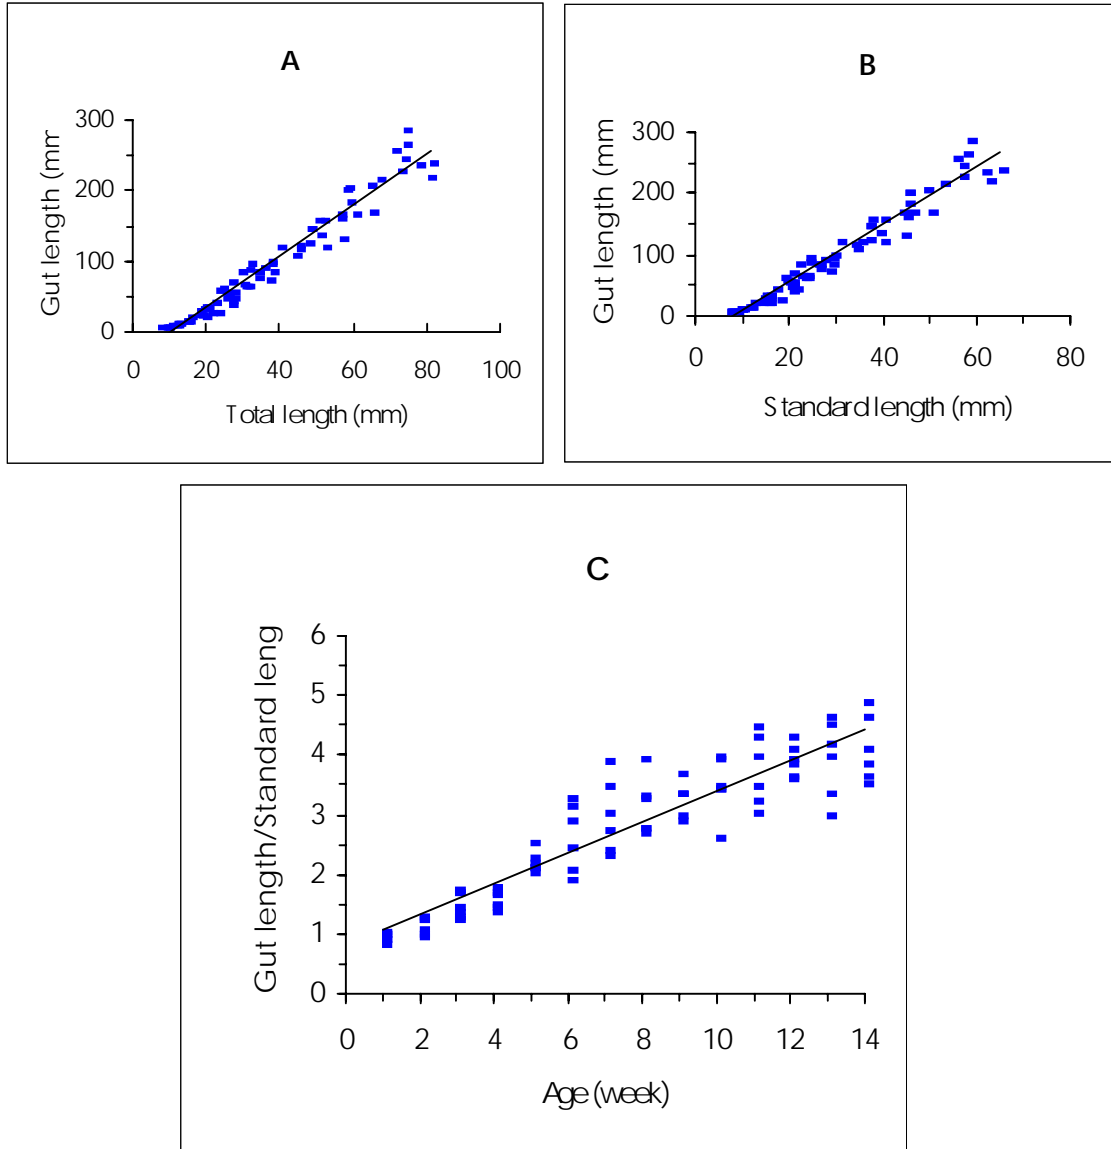 A
Gut length (mm
300
200
100
0
0 20 40 60 80 100
Total length (mm)
B
Gut length (mm
300
200
100
0
0 20 40 60 80
Standard length (mm)
C
Gut length/Standard leng
6
5
4
3
2
1
0
0 2 4 6 8 10 12 14
Age (week)